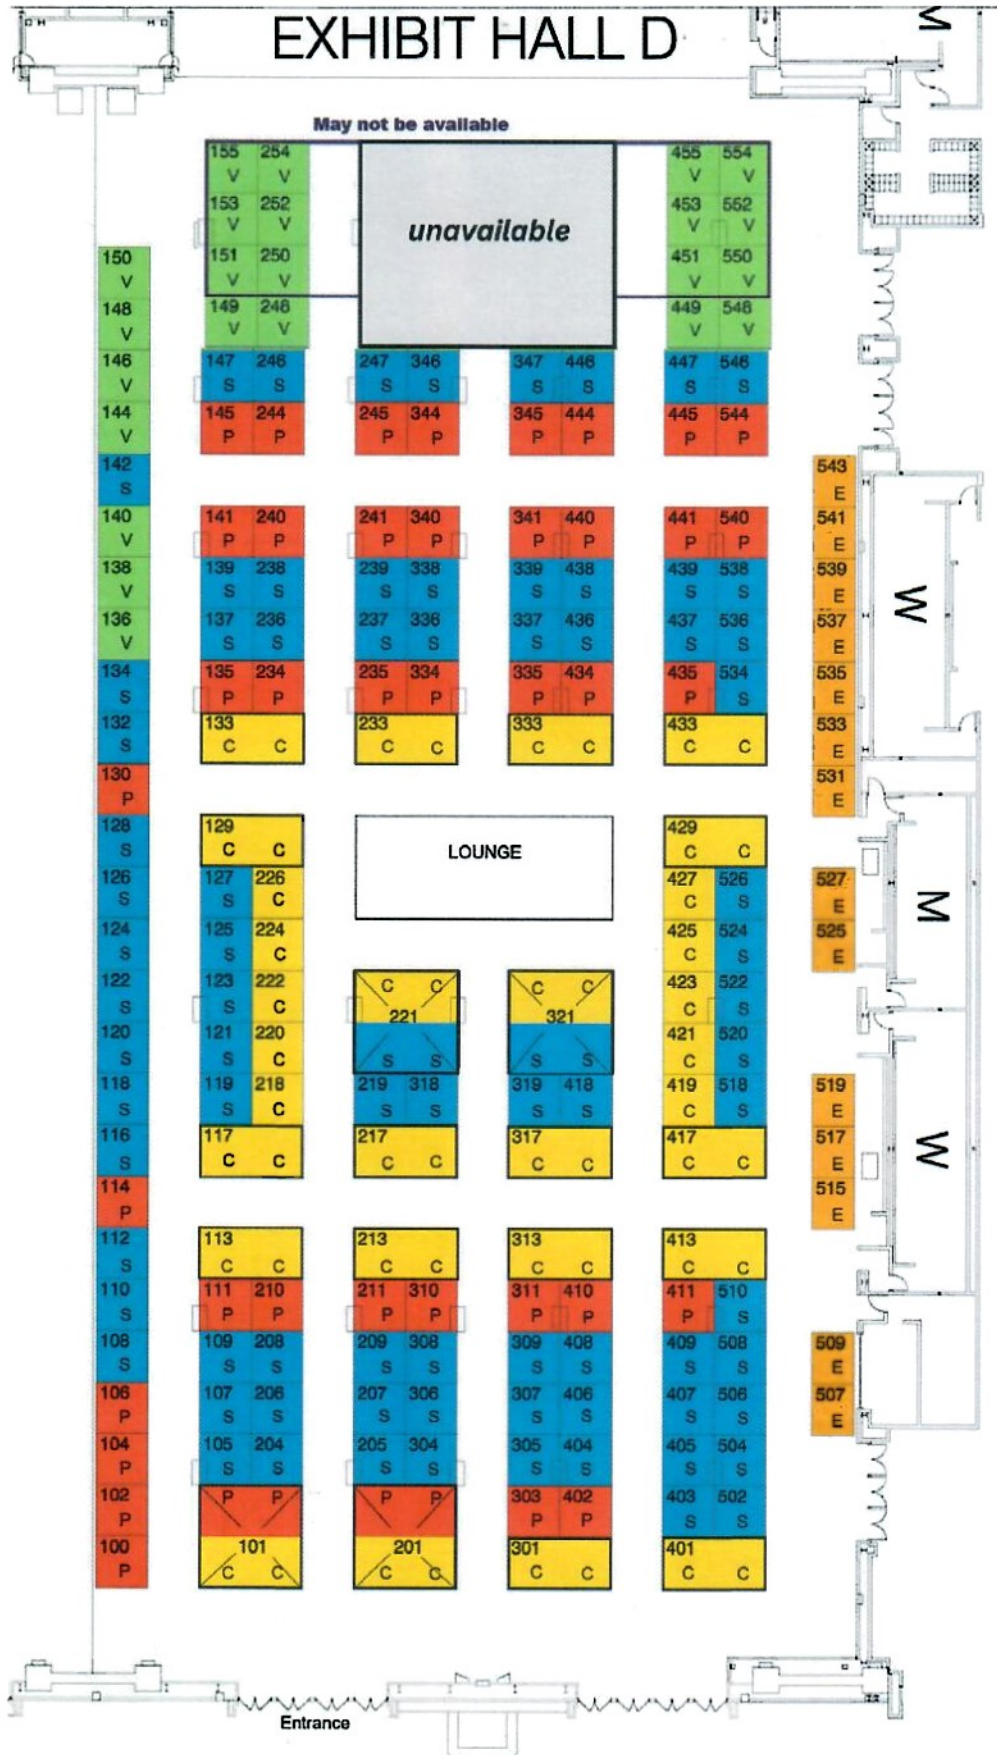 EXHIBIT HALL D
M
May not be available
155 254 455 554
V V V V
153 252 453 552
V V unavailable V V
150 151 250 451 550
V V V V V
148 149 248 449 548
V V V V V
146 147 246 247 346 347 446 447 546
V S S S S S S S S
144 145 244 245 344 345 444 445 544
V P P P P P P P P
142 543
S E
140 141 240 241 340 341 440 441 540 541
V P P P P P P P P E
138 139 238 239 338 339 438 439 538 539
V S S S S S S S S E
136 137 236 237 336 337 436 437 536 537
V S S S S S S S S E
W
134 135 234 235 334 335 434 435 534 535
S P P P P P P P S E
132 133 233 333 433 533
S C C C C C C C C E
130 531
P E
128 129 LOUNGE 429
S C C C C
126 127 226 427 526 527
S S C C S E
M
124 125 224 425 524 525
S S C C S E
122 123 222 C C C C 423 522
S S C 221 321 C S
120 121 220 421 520
S S C S S S S C S
118 119 218 219 318 319 418 419 518 519
S S C S S S S C S E
116 117 217 317 417 517
S C C C C C C C C E
W
114 515
P E
112 113 213 313 413
S C C C C C C C C
110 111 210 211 310 311 410 411 510
S P P P P P P P S
108 109 208 209 308 309 408 409 508 509
S S S S S S S S S E
106 107 206 207 306 307 406 407 506 507
P S S S S S S S S E
104 105 204 205 304 305 404 405 504
P S S S S S S S S
102 P P P P 303 402 403 502
P P P S S
100 101 201 301 401
P C C C C C C C C
Entrance